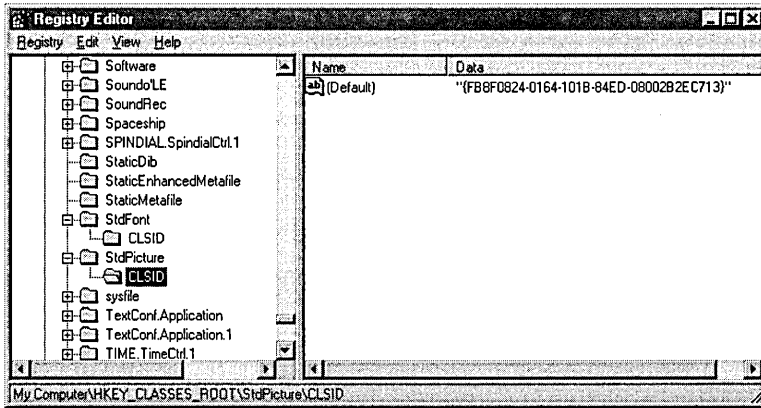 Registry Editor
Registry Edit View Help
Software
Soundo'LE
SoundRec
Spaceship
SPINDIAL.SpindialCtrl.1
StaticDib
StaticEnhancedMetafile
StaticMetafile
StdFont
CLSID
StdPicture
CLSID
sysfile
TextConf.Application
TextConf.Application.1
TIME.TimeCtrl.1
Name Data
ab (Default) "{FB8F0824-0164-101B-84ED-08002B2EC713}"
My Computer\HKEY_CLASSES_ROOT\StdPicture\CLSID